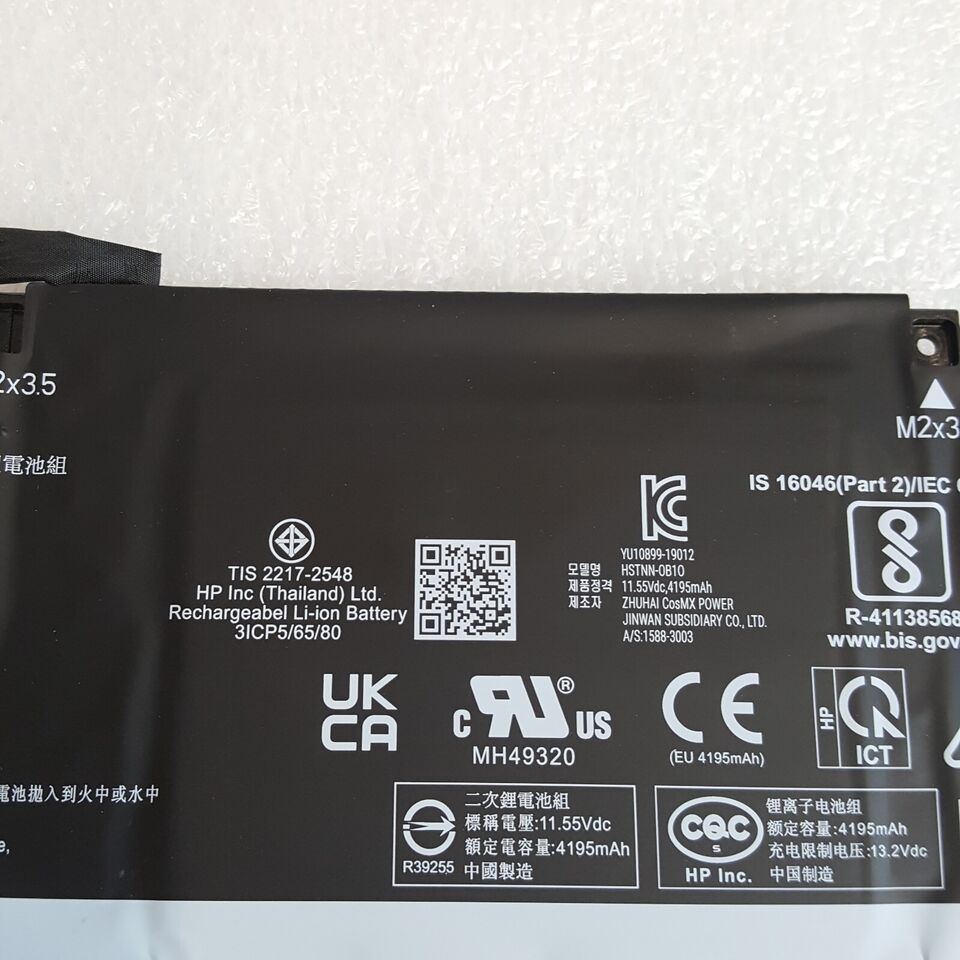 2x3.5
電池組
M2x3
IS 16046(Part 2)/IEC
YU10899-19012
모델명 HSTNN-OB10
제품정격 11.55Vdc,4195mAh
제조자 ZHUHAI CosMX POWER
JINWAN SUBSIDIARY CO., LTD.
A/S:1588-3003
TIS 2217-2548
HP Inc (Thailand) Ltd.
Rechargeabel Li-ion Battery
3ICP5/65/80
R-41138568
www.bis.gov
UK
CA
c RU® US
MH49320
CE
(EU 4195mAh)
HP
ICT
電池拋入到火中或水中
e,
R39255
二次鋰電池組
標稱電壓:11.55Vdc
額定電容量:4195mAh
中國製造
CQC
S
HP Inc.
锂离子电池组
额定容量:4195mAh
充电限制电压:13.2Vdc
中国制造